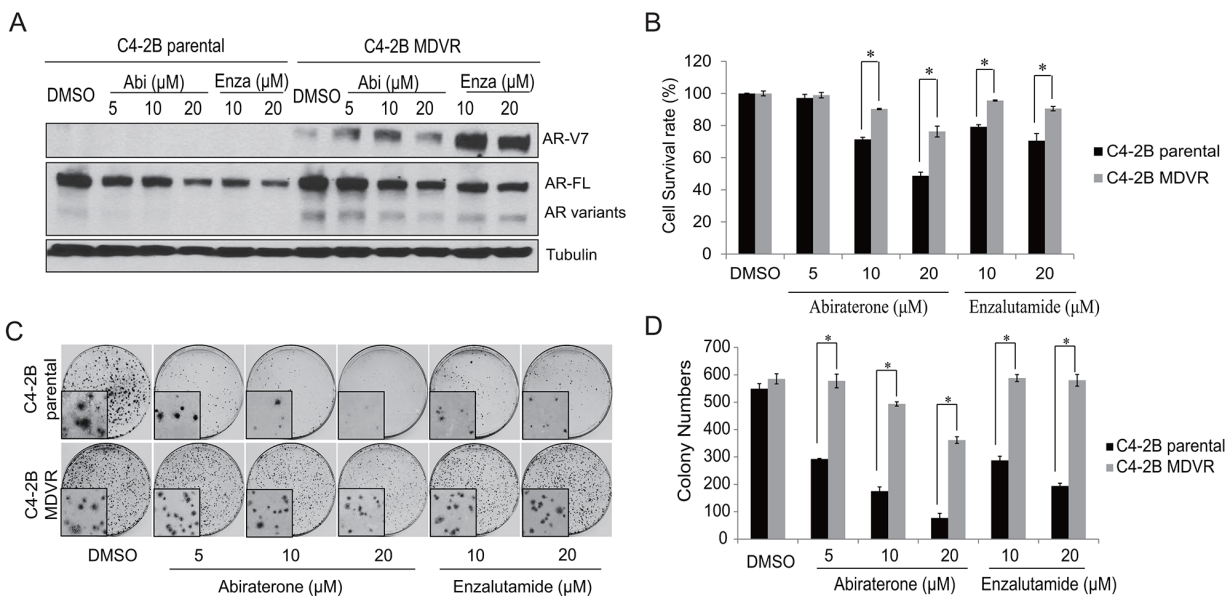 A
C4-2B parental
C4-2B MDVR
DMSO
Abi (µM)
Enza (µM)
DMSO
Abi (µM)
Enza (µM)
5 10 20 10 20 5 10 20 10 20
AR-V7
AR-FL
AR variants
Tubulin
B
Cell Survival rate (%)
120
100
80
60
40
20
0
* * * *
C4-2B parental
C4-2B MDVR
DMSO 5 10 20 10 20
Abiraterone (µM)
Enzalutamide (µM)
C
C4-2B
parental
C4-2B
MDVR
DMSO 5 10 20 10 20
Abiraterone (µM)
Enzalutamide (µM)
D
Colony Numbers
700
600
500
400
300
200
100
0
* * * * *
C4-2B parental
C4-2B MDVR
DMSO 5 10 20 10 20
Abiraterone (µM)
Enzalutamide (µM)